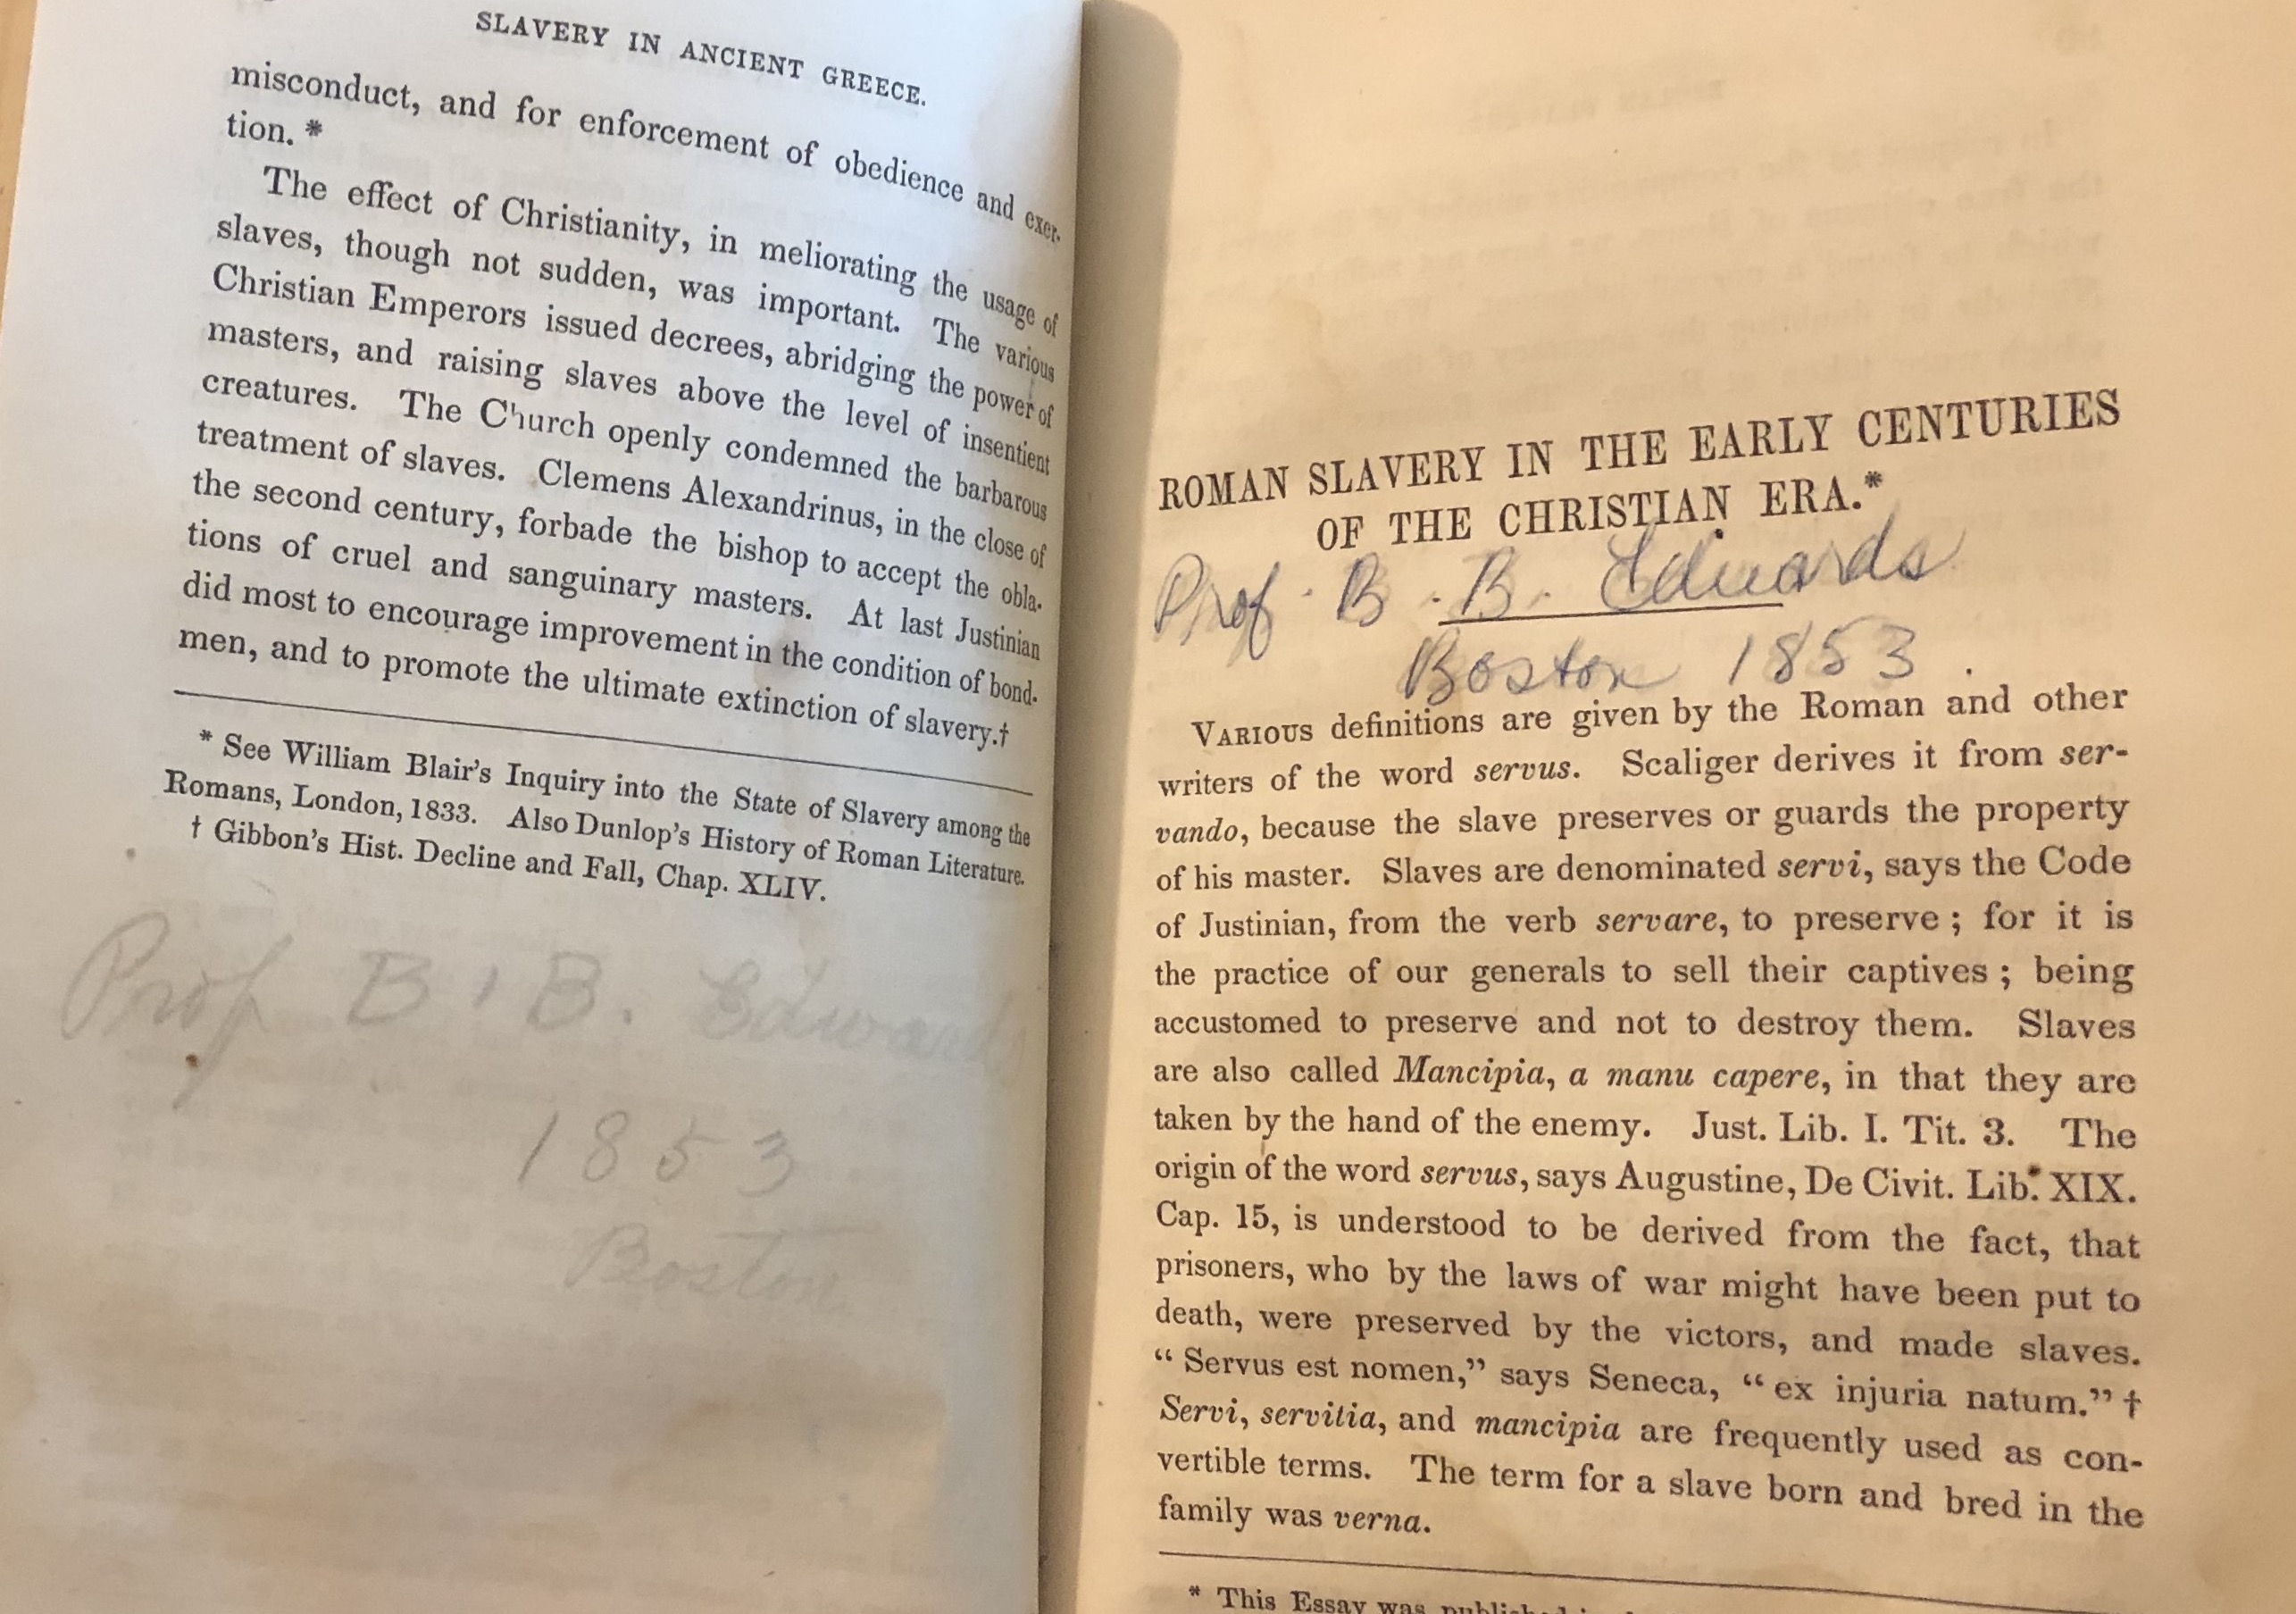 SLAVERY IN ANCIENT GREECE.
misconduct, and for enforcement of obedience and exer-
tion. *
The effect of Christianity, in meliorating the usage of
slaves, though not sudden, was important. The various
Christian Emperors issued decrees, abridging the power of
masters, and raising slaves above the level of insentient
creatures. The Church openly condemned the barbarous
treatment of slaves. Clemens Alexandrinus, in the close of
the second century, forbade the bishop to accept the obla-
tions of cruel and sanguinary masters. At last Justinian
did most to encourage improvement in the condition of bond-
men, and to promote the ultimate extinction of slavery.†
* See William Blair's Inquiry into the State of Slavery among the
Romans, London, 1833. Also Dunlop's History of Roman Literature.
† Gibbon's Hist. Decline and Fall, Chap. XLIV.
Prof B. B. Edwards
1853
Boston
ROMAN SLAVERY IN THE EARLY CENTURIES
OF THE CHRISTIAN ERA.*
Prof. B. B. Edwards
Boston 1853.
VARIOUS definitions are given by the Roman and other
writers of the word servus. Scaliger derives it from ser-
vando, because the slave preserves or guards the property
of his master. Slaves are denominated servi, says the Code
of Justinian, from the verb servare, to preserve; for it is
the practice of our generals to sell their captives; being
accustomed to preserve and not to destroy them. Slaves
are also called Mancipia, a manu capere, in that they are
taken by the hand of the enemy. Just. Lib. I. Tit. 3. The
origin of the word servus, says Augustine, De Civit. Lib. XIX.
Cap. 15, is understood to be derived from the fact, that
prisoners, who by the laws of war might have been put to
death, were preserved by the victors, and made slaves.
"Servus est nomen," says Seneca, "ex injuria natum." †
Servi, servitia, and mancipia are frequently used as con-
vertible terms. The term for a slave born and bred in the
family was verna.
* This Essay was published in